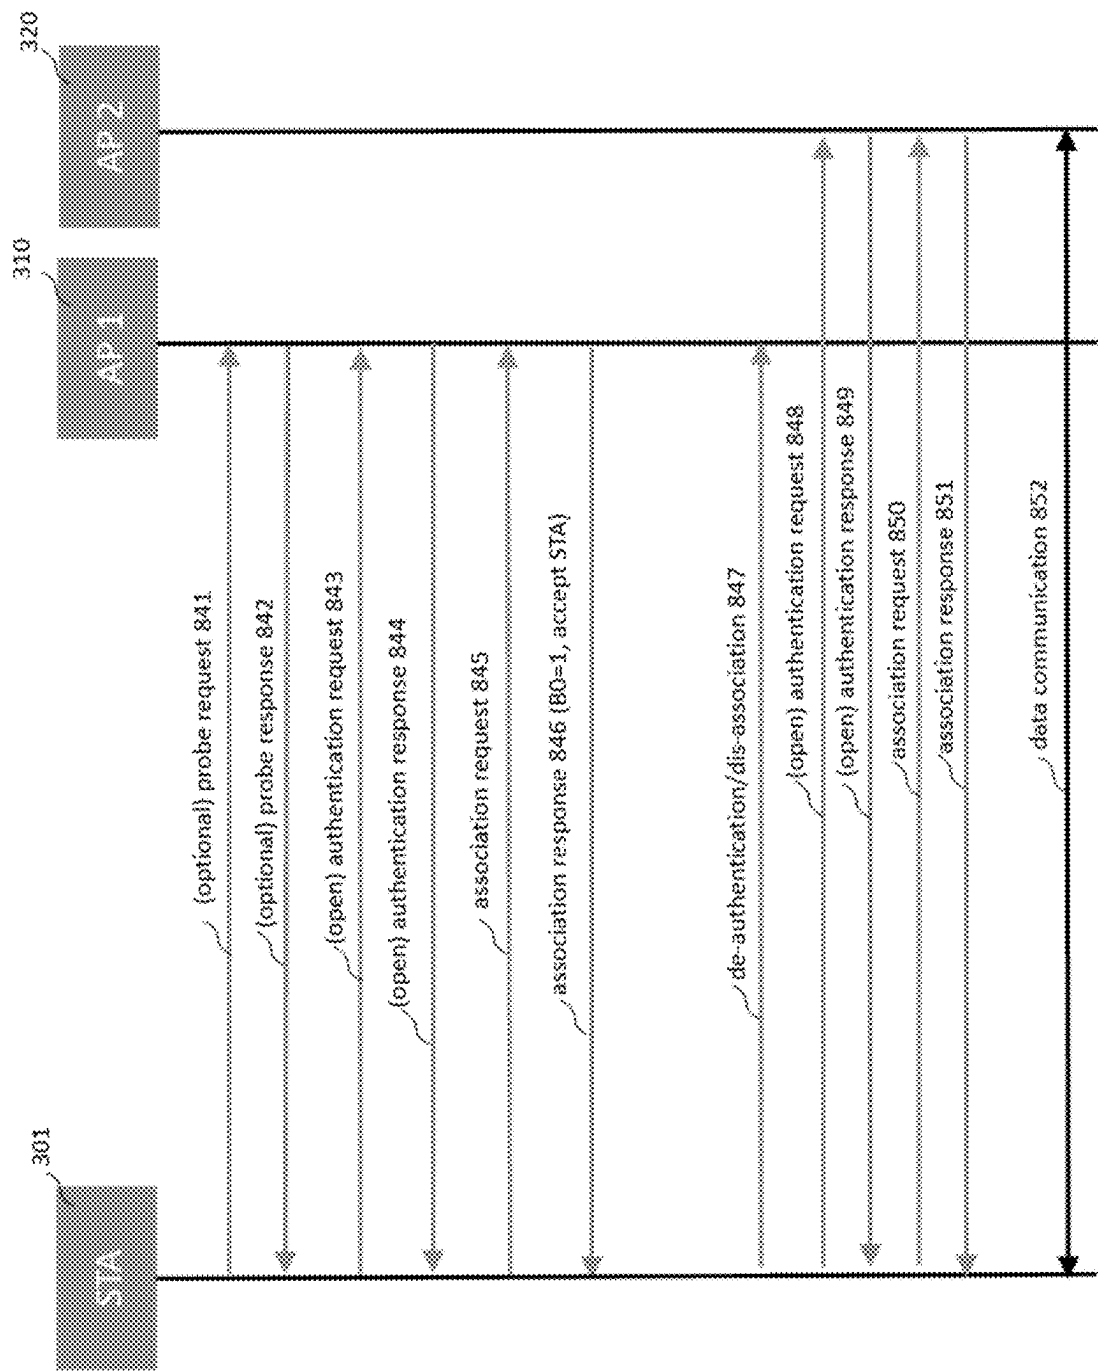 STA
301
AP 1
310
AP 2
320
(optional) probe request 841
(optional) probe response 842
(open) authentication request 843
(open) authentication response 844
association request 845
association response 846 (B0=1, accept STA)
de-authentication/dis-association 847
(open) authentication request 848
(open) authentication response 849
association request 850
association response 851
data communication 852